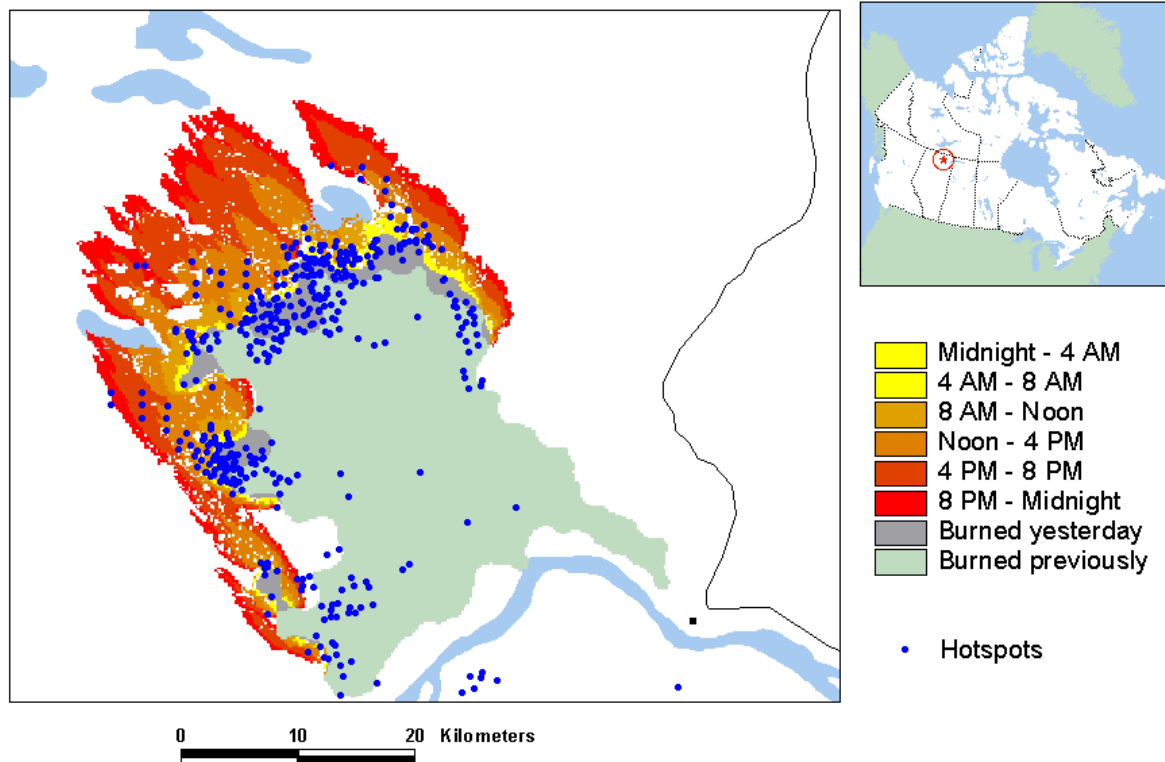 Midnight - 4 AM
4 AM - 8 AM
8 AM - Noon
Noon - 4 PM
4 PM - 8 PM
8 PM - Midnight
Burned yesterday
Burned previously
Hotspots
0 10 20 Kilometers